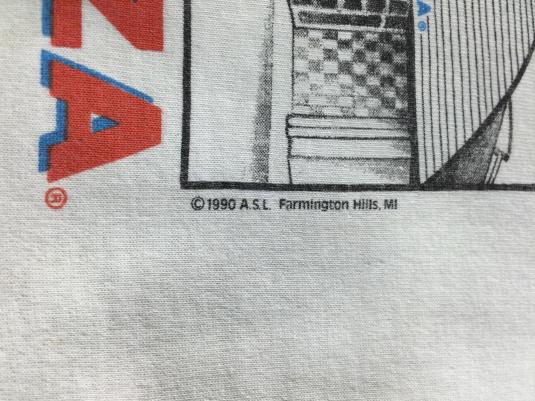 ZA®
A®
©1990 A.S.L. Farmington Hills, MI